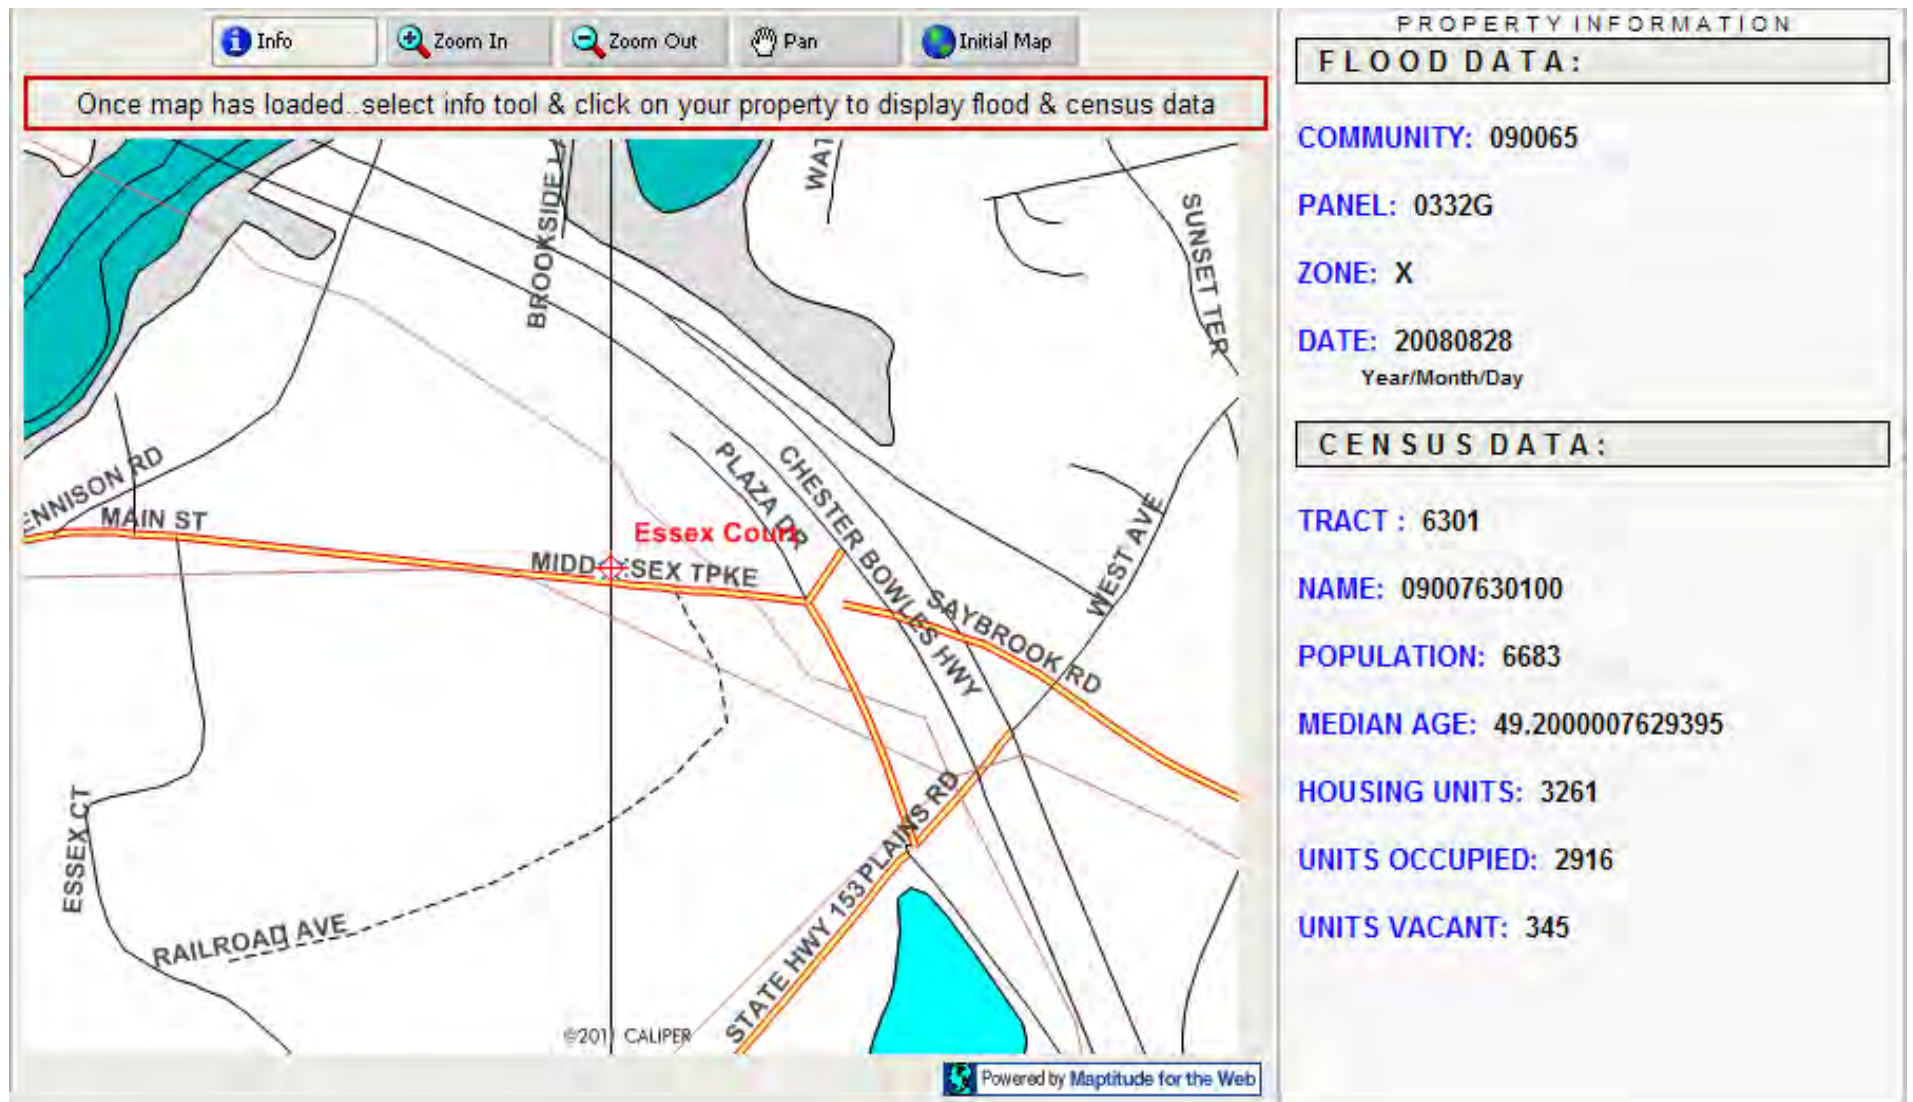 Info
Zoom In
Zoom Out
Pan
Initial Map
Once map has loaded..select info tool & click on your property to display flood & census data
BROOKSIDE L
WAT
SUNSET TER
ENNISON RD
MAIN ST
PLAZA DR
CHESTER BOWLES HWY
Essex Court
MIDD SEX TPKE
WEST AVE
SAYBROOK RD
ESSEX CT
RAILROAD AVE
STATE HWY 153 PLAINS RD
©2011 CALIPER
Powered by Maptitude for the Web
PROPERTY INFORMATION
FLOOD DATA:
COMMUNITY: 090065
PANEL: 0332G
ZONE: X
DATE: 20080828
Year/Month/Day
CENSUS DATA:
TRACT : 6301
NAME: 09007630100
POPULATION: 6683
MEDIAN AGE: 49.2000007629395
HOUSING UNITS: 3261
UNITS OCCUPIED: 2916
UNITS VACANT: 345